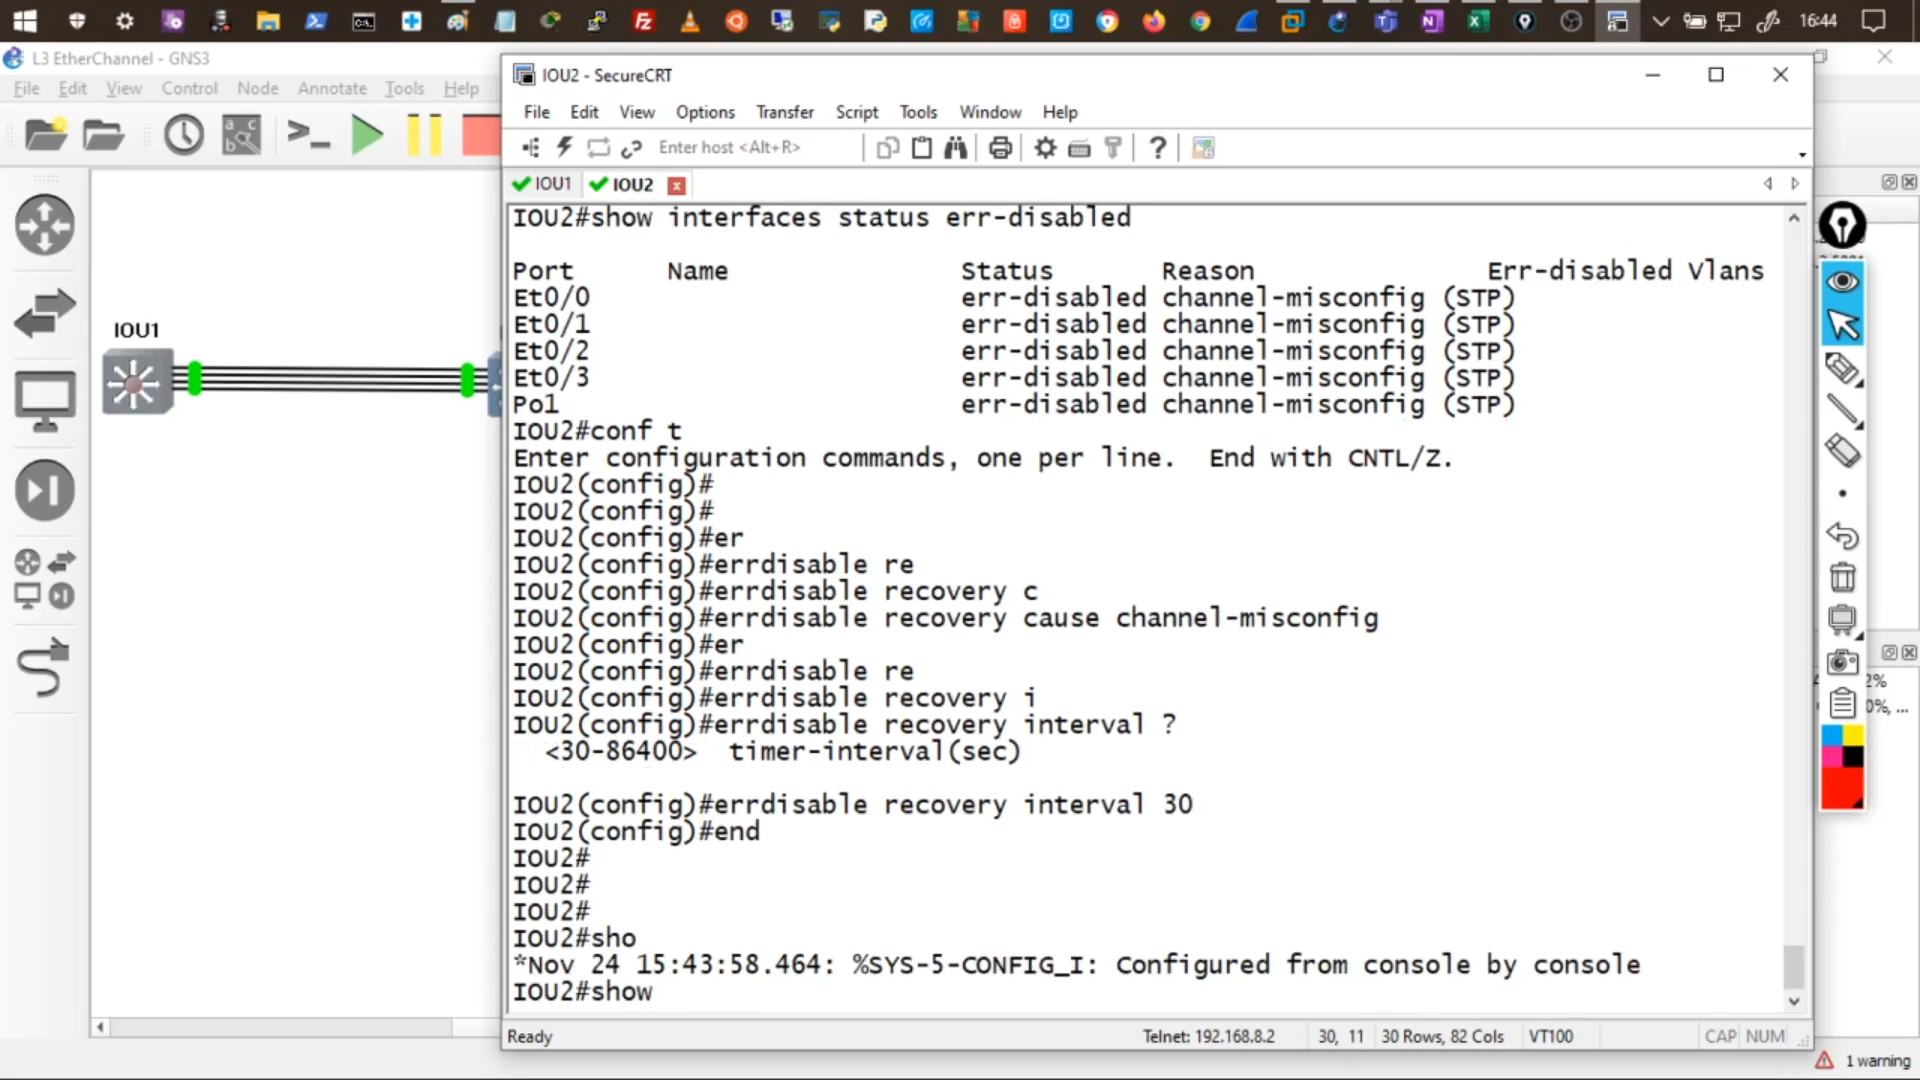 16:44
L3 EtherChannel - GNS3
File Edit View Control Node Annotate Tools Help
IOU2 - SecureCRT
File Edit View Options Transfer Script Tools Window Help
Enter host <Alt+R>
IOU1 IOU2
IOU2#show interfaces status err-disabled
Port Name Status Reason Err-disabled Vlans
Et0/0 err-disabled channel-misconfig (STP)
Et0/1 err-disabled channel-misconfig (STP)
Et0/2 err-disabled channel-misconfig (STP)
Et0/3 err-disabled channel-misconfig (STP)
Po1 err-disabled channel-misconfig (STP)
IOU2#conf t
Enter configuration commands, one per line. End with CNTL/Z.
IOU2(config)#
IOU2(config)#
IOU2(config)#er
IOU2(config)#errdisable re
IOU2(config)#errdisable recovery c
IOU2(config)#errdisable recovery cause channel-misconfig
IOU2(config)#er
IOU2(config)#errdisable re
IOU2(config)#errdisable recovery i
IOU2(config)#errdisable recovery interval ?
<30-86400> timer-interval(sec)
IOU2(config)#errdisable recovery interval 30
IOU2(config)#end
IOU2#
IOU2#
IOU2#
IOU2#sho
*Nov 24 15:43:58.464: %SYS-5-CONFIG_I: Configured from console by console
IOU2#show
IOU1
2%
0%, ...
Ready Telnet: 192.168.8.2 30, 11 30 Rows, 82 Cols VT100 CAP NUM
1 warning